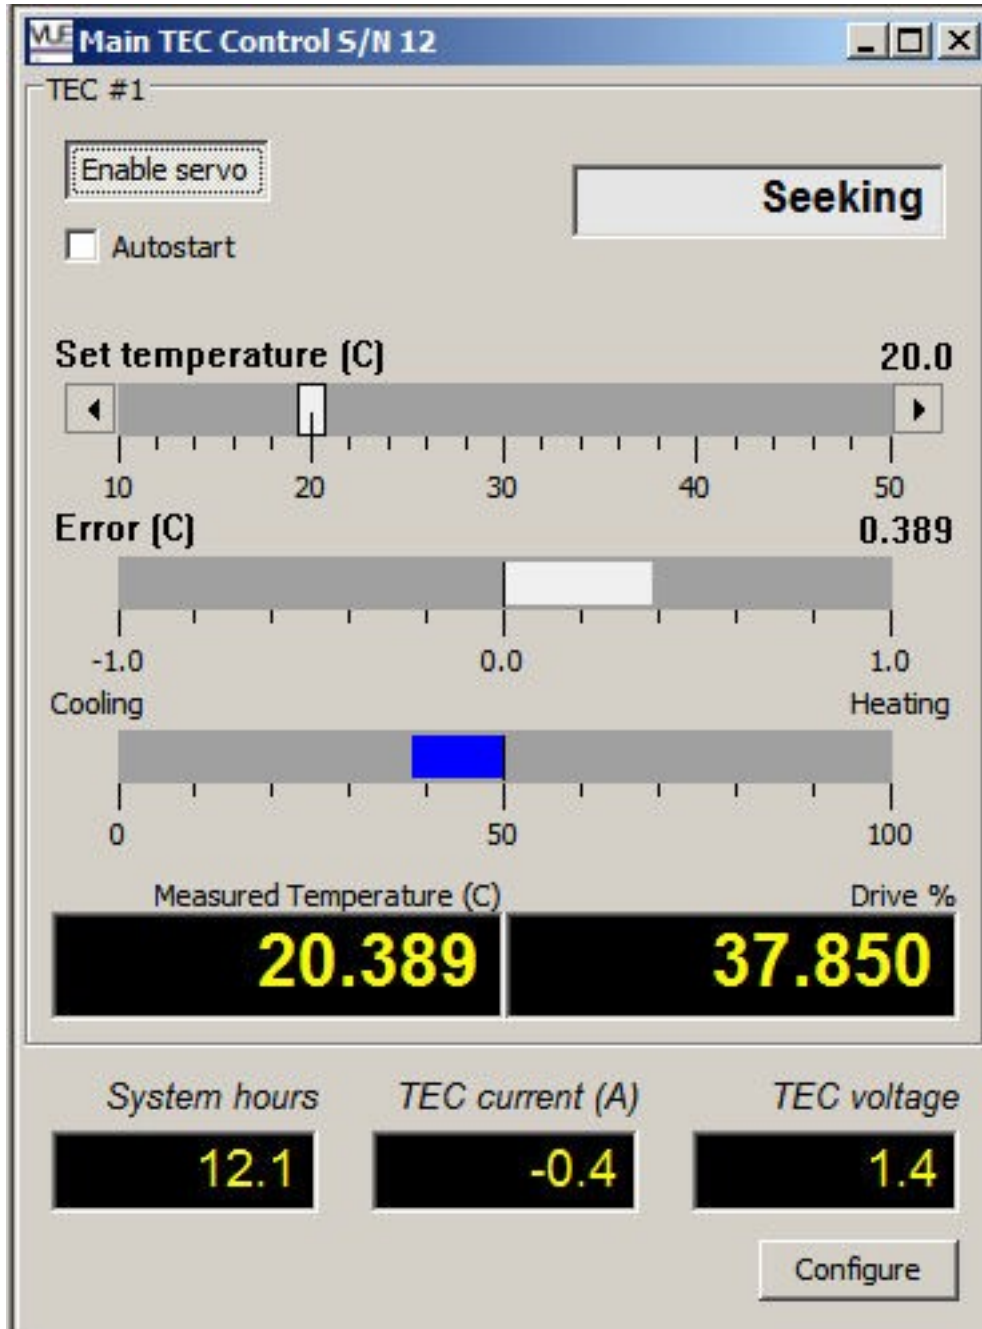 VUE Main TEC Control S/N 12
TEC #1
Enable servo
Seeking
Autostart
Set temperature (C) 20.0
10 20 30 40 50
Error (C) 0.389
-1.0 0.0 1.0
Cooling Heating
0 50 100
Measured Temperature (C) Drive %
20.389 37.850
System hours TEC current (A) TEC voltage
12.1 -0.4 1.4
Configure